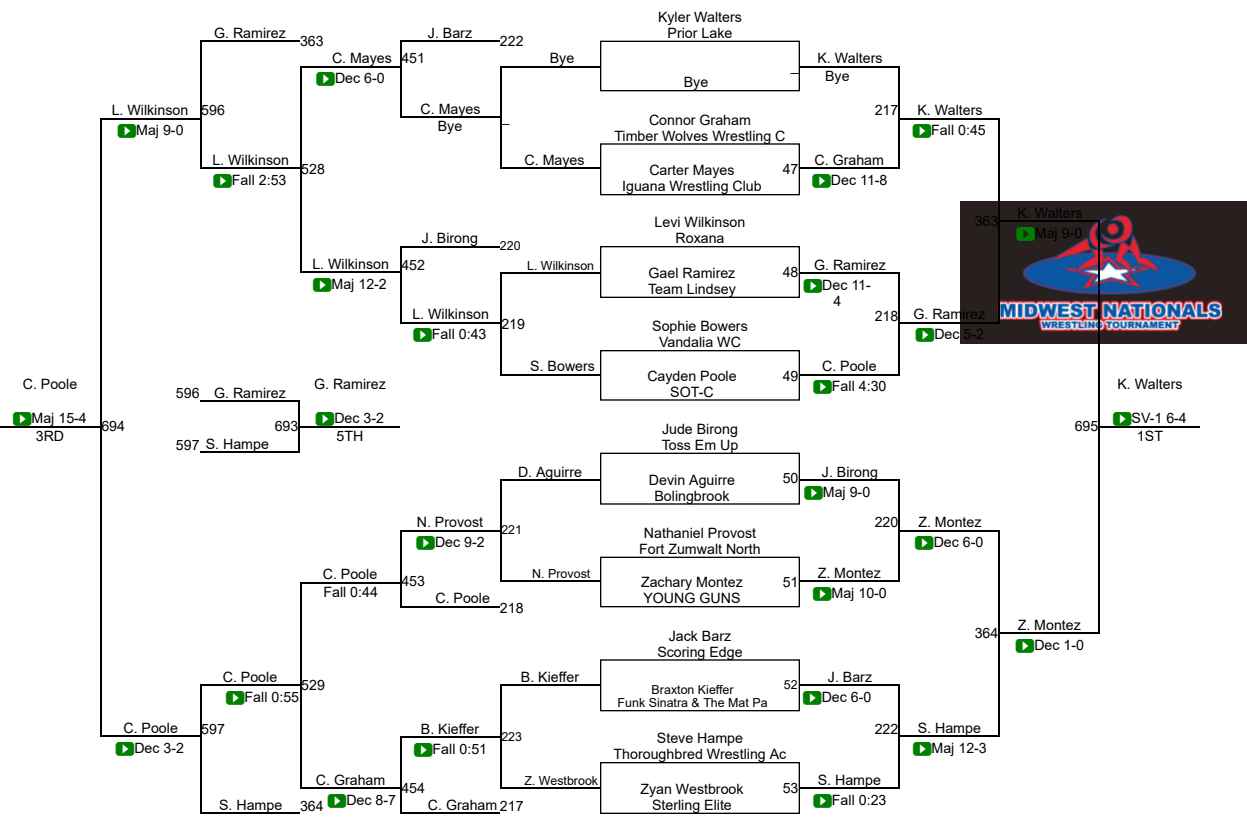 Kyler Walters
Prior Lake
G. Ramirez 363
J. Barz 222
C. Mayes 451
Dec 6-0
Bye
K. Walters
Bye
Bye
L. Wilkinson 596
Maj 9-0
C. Mayes
Bye
217 K. Walters
Fall 0:45
Connor Graham
Timber Wolves Wrestling C
L. Wilkinson 528
Fall 2:53
C. Mayes
Carter Mayes 47
Iguana Wrestling Club
C. Graham
Dec 11-8
Levi Wilkinson
Roxana
363 K. Walters
Maj 9-0
J. Birong 220
L. Wilkinson 452
Maj 12-2
L. Wilkinson
Gael Ramirez 48
Team Lindsey
G. Ramirez
Dec 11-
4
L. Wilkinson 219
Fall 0:43
218 G. Ramirez
Dec 5-2
MIDWEST NATIONALS
WRESTLING TOURNAMENT
Sophie Bowers
Vandalia WC
S. Bowers
Cayden Poole 49
SOT-C
C. Poole
Fall 4:30
C. Poole
Maj 15-4 694
3RD
596 G. Ramirez
597 S. Hampe
G. Ramirez
693 Dec 3-2
5TH
K. Walters
695 SV-1 6-4
1ST
Jude Birong
Toss Em Up
D. Aguirre
Devin Aguirre 50
Bolingbrook
J. Birong
Maj 9-0
N. Provost 221
Dec 9-2
220 Z. Montez
Dec 6-0
Nathaniel Provost
Fort Zumwalt North
C. Poole 453
Fall 0:44
N. Provost
Zachary Montez 51
YOUNG GUNS
Z. Montez
Maj 10-0
C. Poole 218
364 Z. Montez
Dec 1-0
Jack Barz
Scoring Edge
C. Poole 529
Fall 0:55
B. Kieffer
Braxton Kieffer 52
Funk Sinatra & The Mat Pa
J. Barz
Dec 6-0
C. Poole 597
Dec 3-2
B. Kieffer 223
Fall 0:51
222 S. Hampe
Maj 12-3
Steve Hampe
Thoroughbred Wrestling Ac
C. Graham 454
Dec 8-7
Z. Westbrook
Zyan Westbrook 53
Sterling Elite
S. Hampe
Fall 0:23
S. Hampe 364
C. Graham 217